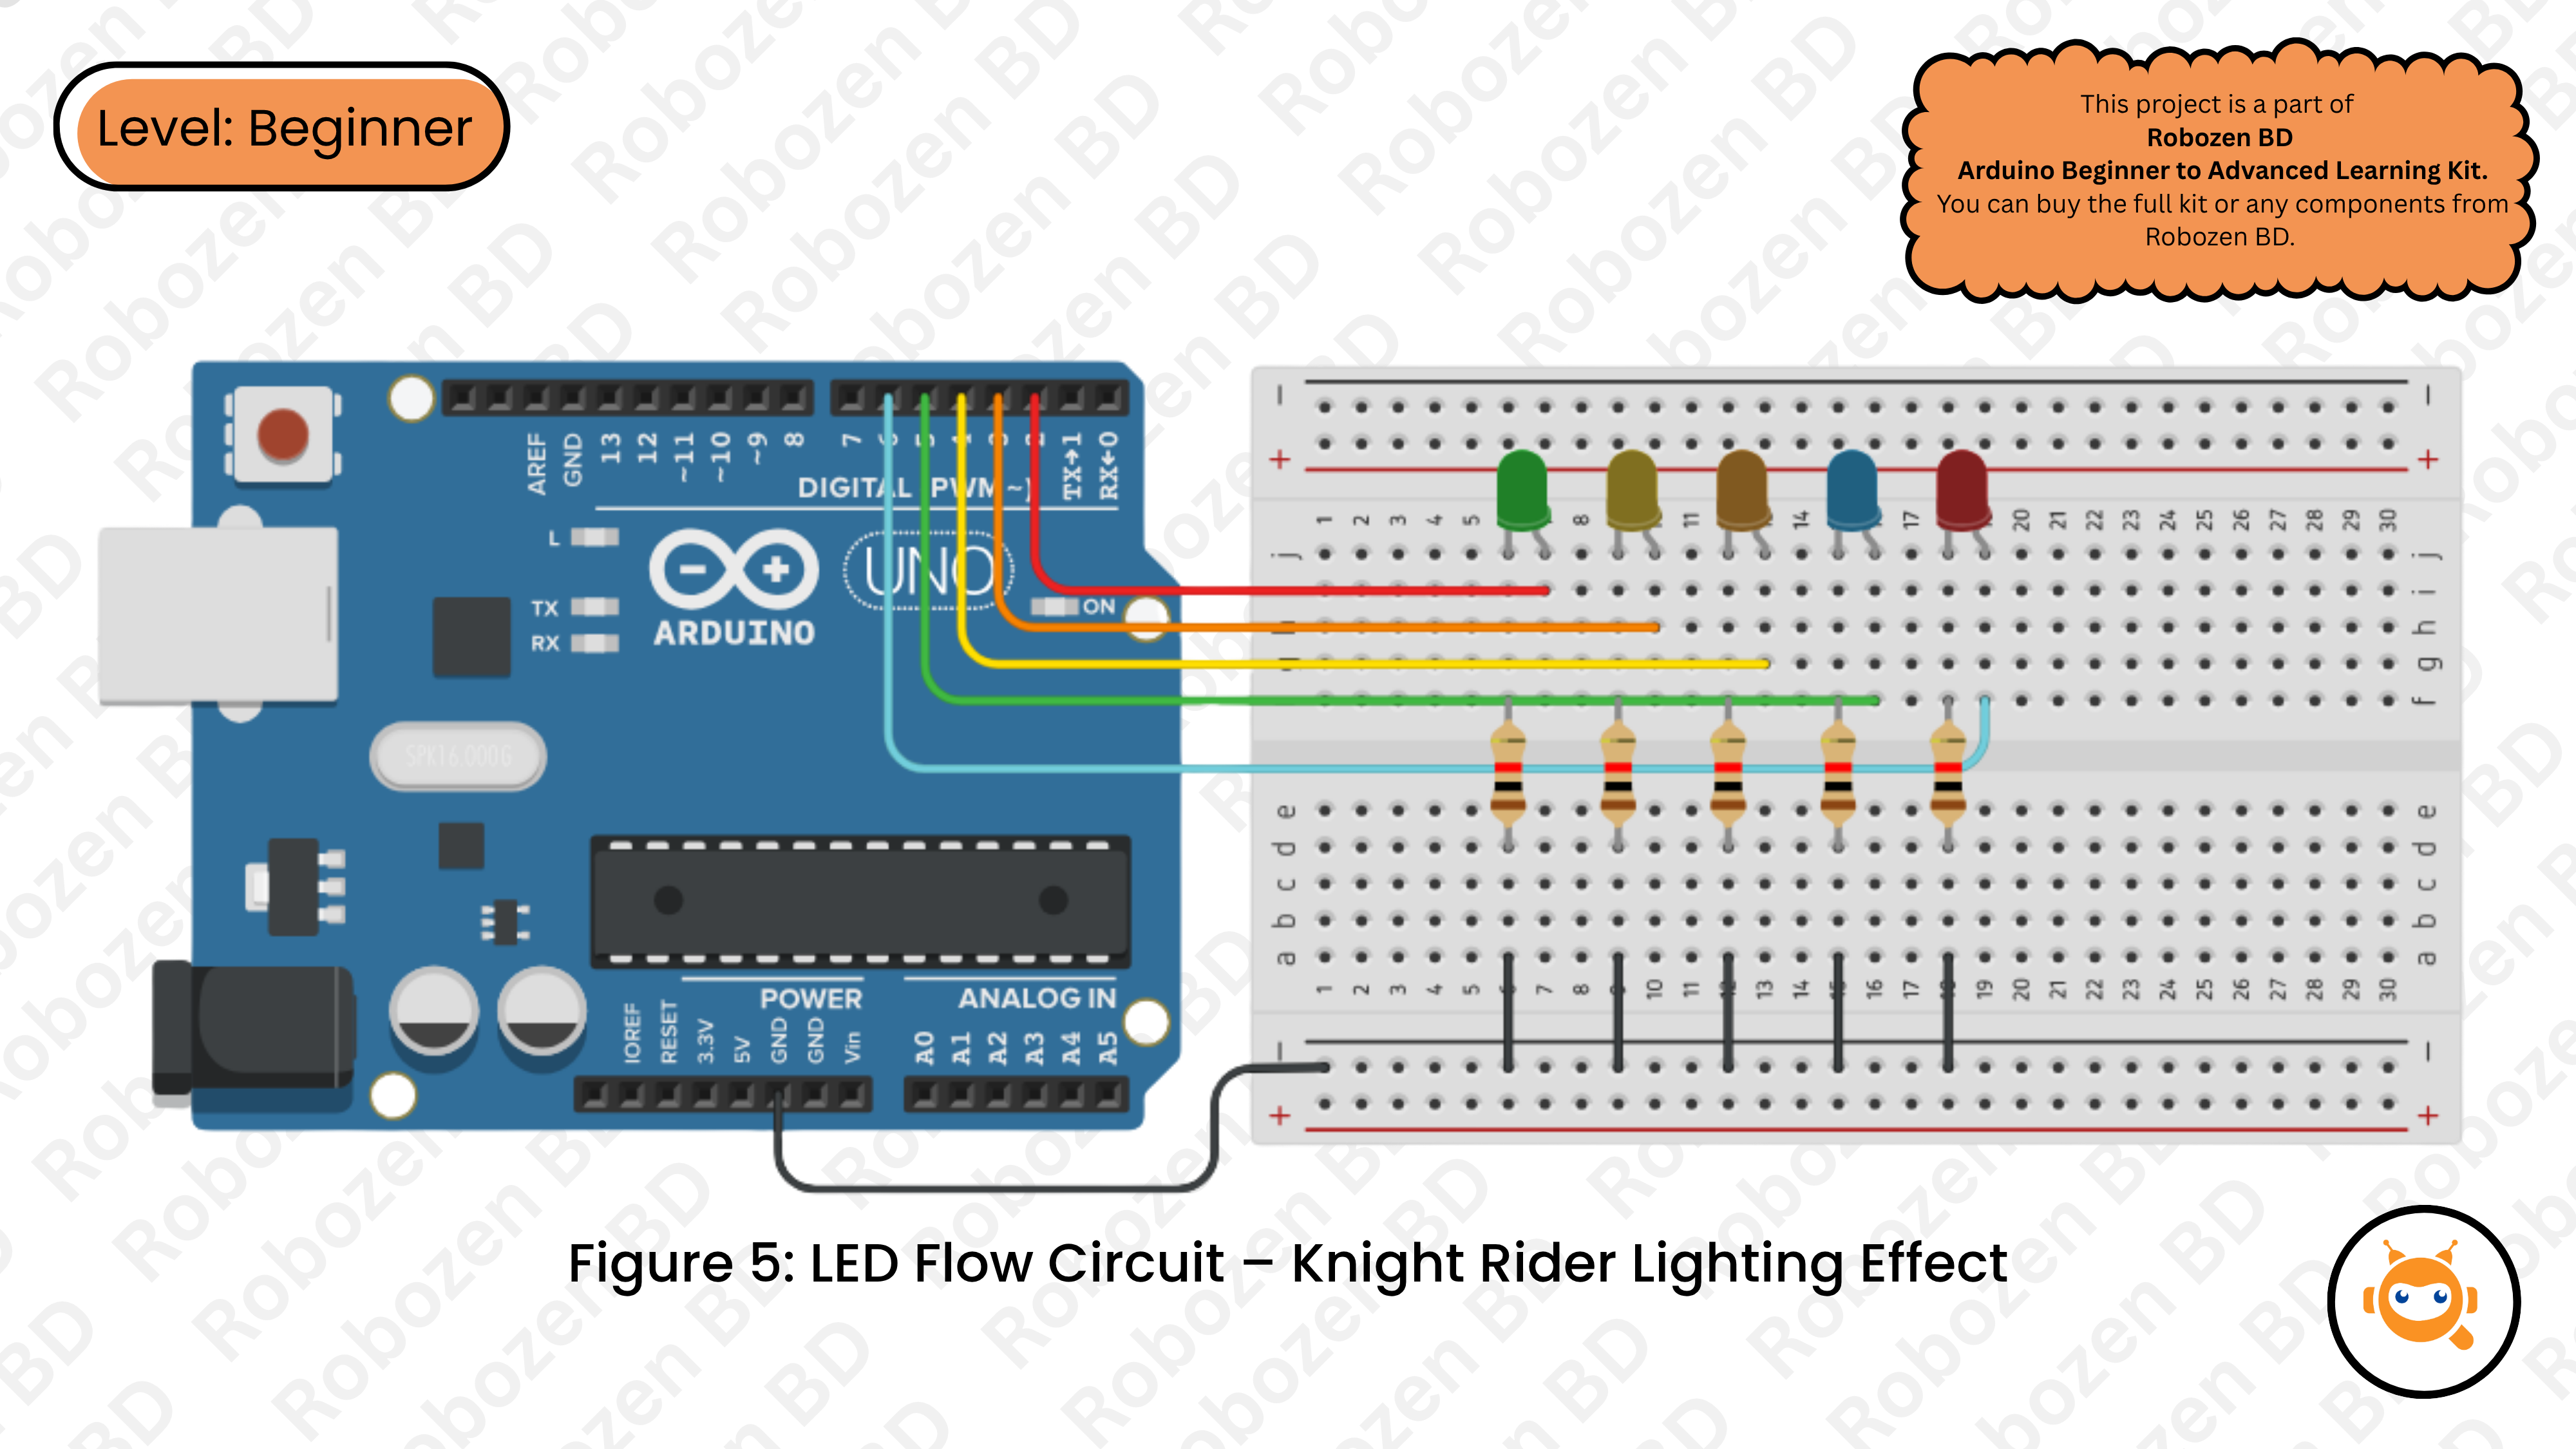 Level: Beginner
This project is a part of
Robozen BD
Arduino Beginner to Advanced Learning Kit.
You can buy the full kit or any components from
Robozen BD.
AREF
GND
13
12
~11
~10
~9
8
7
TX→1
RX←0
DIGITAL (PWM ~)
L
TX
RX
ARDUINO
UNO
ON
SPK16.000G
POWER
ANALOG IN
IOREF
RESET
3.3V
5V
GND
GND
Vin
A0
A1
A2
A3
A4
A5
− −
+ +
1 2 3 4 5 8 11 14 17 20 21 22 23 24 25 26 27 28 29 30
j j
i
h
g
f
e e
d d
c c
b b
a a
1 2 3 4 5 7 8 10 11 13 14 16 17 19 20 21 22 23 24 25 26 27 28 29 30
− −
+ +
Figure 5: LED Flow Circuit – Knight Rider Lighting Effect